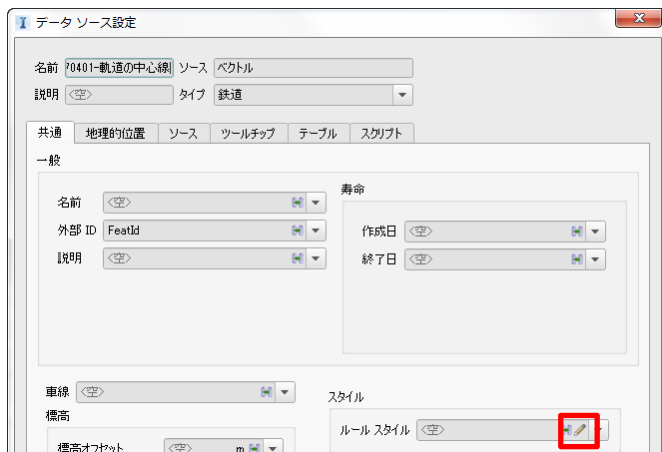 データ ソース設定
名前 70401-軌道の中心線 ソース ベクトル
説明 <空> タイプ 鉄道
共通 地理的位置 ソース ツールチップ テーブル スクリプト
一般
名前 <空>
外部 ID FeatId
説明 <空>
寿命
作成日 <空>
終了日 <空>
車線 <空>
標高
標高オフセット <空> m
スタイル
ルール スタイル <空>